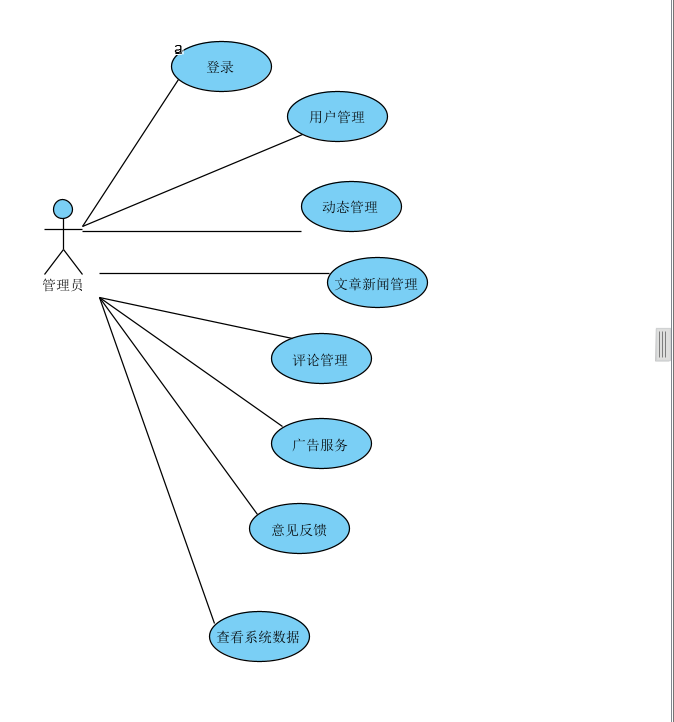 a
登录
用户管理
动态管理
管理员
文章新闻管理
评论管理
广告服务
意见反馈
查看系统数据